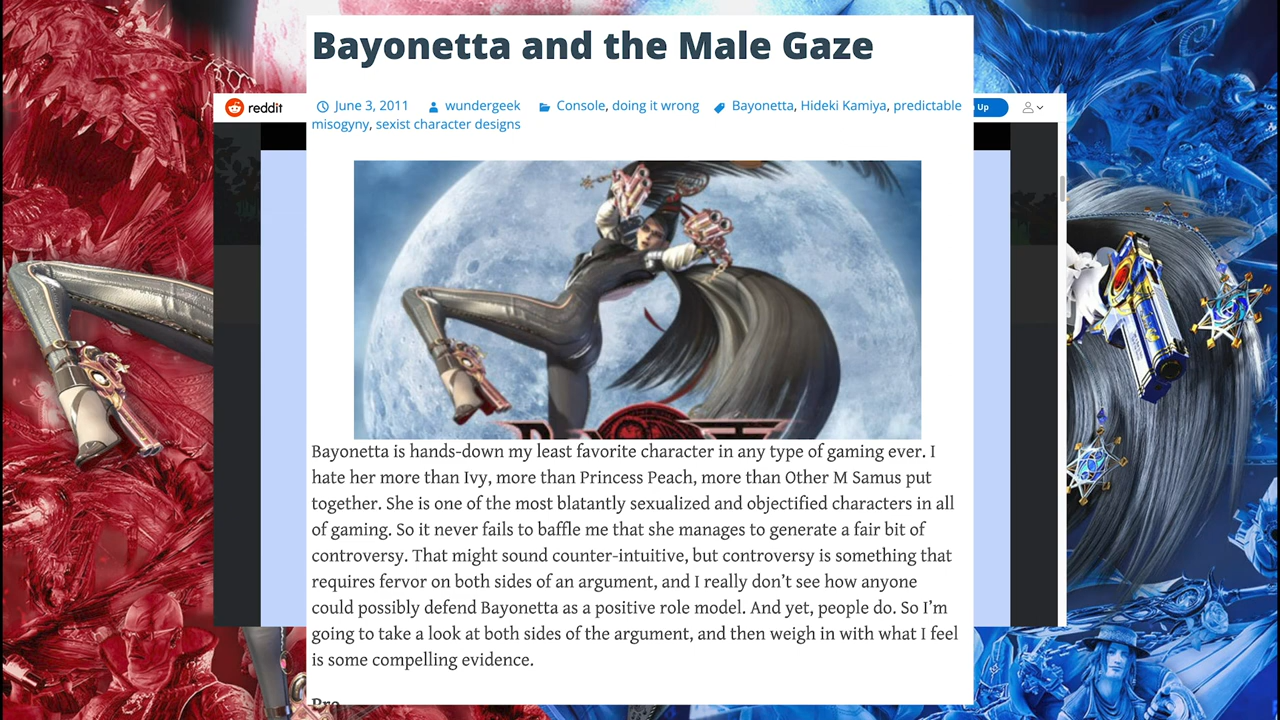 Bayonetta and the Male Gaze
reddit
June 3, 2011 wundergeek Console, doing it wrong Bayonetta, Hideki Kamiya, predictable
misogyny, sexist character designs
Up
Bayonetta is hands-down my least favorite character in any type of gaming ever. I
hate her more than Ivy, more than Princess Peach, more than Other M Samus put
together. She is one of the most blatantly sexualized and objectified characters in all
of gaming. So it never fails to baffle me that she manages to generate a fair bit of
controversy. That might sound counter-intuitive, but controversy is something that
requires fervor on both sides of an argument, and I really don’t see how anyone
could possibly defend Bayonetta as a positive role model. And yet, people do. So I’m
going to take a look at both sides of the argument, and then weigh in with what I feel
is some compelling evidence.
Pro